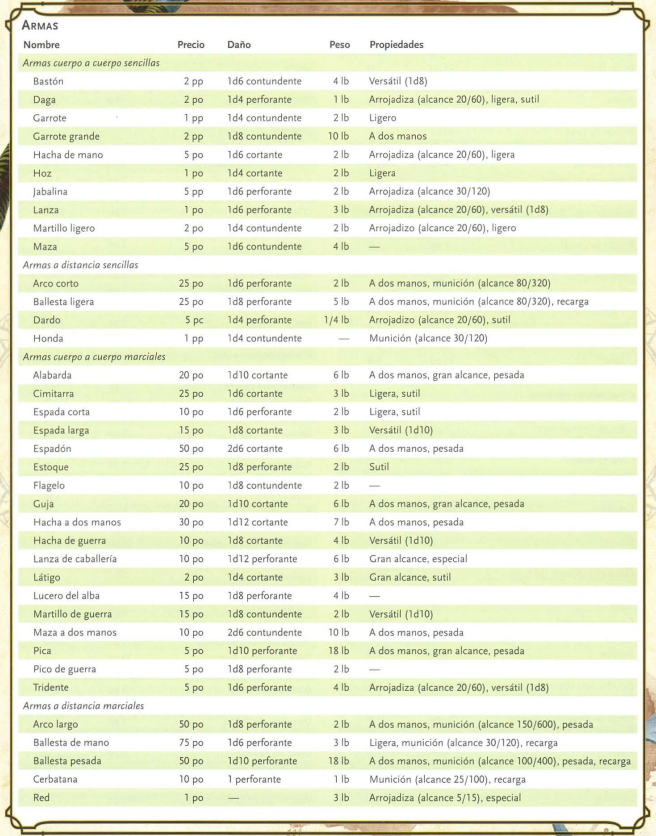 ARMAS
Nombre Precio Daño Peso Propiedades
Armas cuerpo a cuerpo sencillas
Bastón 2 pp 1d6 contundente 4 lb Versátil (1d8)
Daga 2 po 1d4 perforante 1 lb Arrojadiza (alcance 20/60), ligera, sutil
Garrote 1 pp 1d4 contundente 2 lb Ligero
Garrote grande 2 pp 1d8 contundente 10 lb A dos manos
Hacha de mano 5 po 1d6 cortante 2 lb Arrojadiza (alcance 20/60), ligera
Hoz 1 po 1d4 cortante 2 lb Ligera
Jabalina 5 pp 1d6 perforante 2 lb Arrojadiza (alcance 30/120)
Lanza 1 po 1d6 perforante 3 lb Arrojadiza (alcance 20/60), versátil (1d8)
Martillo ligero 2 po 1d4 contundente 2 lb Arrojadizo (alcance 20/60), ligero
Maza 5 po 1d6 contundente 4 lb —
Armas a distancia sencillas
Arco corto 25 po 1d6 perforante 2 lb A dos manos, munición (alcance 80/320)
Ballesta ligera 25 po 1d8 perforante 5 lb A dos manos, munición (alcance 80/320), recarga
Dardo 5 pc 1d4 perforante 1/4 lb Arrojadizo (alcance 20/60), sutil
Honda 1 pp 1d4 contundente — Munición (alcance 30/120)
Armas cuerpo a cuerpo marciales
Alabarda 20 po 1d10 cortante 6 lb A dos manos, gran alcance, pesada
Cimitarra 25 po 1d6 cortante 3 lb Ligera, sutil
Espada corta 10 po 1d6 perforante 2 lb Ligera, sutil
Espada larga 15 po 1d8 cortante 3 lb Versátil (1d10)
Espadón 50 po 2d6 cortante 6 lb A dos manos, pesada
Estoque 25 po 1d8 perforante 2 lb Sutil
Flagelo 10 po 1d8 contundente 2 lb —
Guja 20 po 1d10 cortante 6 lb A dos manos, gran alcance, pesada
Hacha a dos manos 30 po 1d12 cortante 7 lb A dos manos, pesada
Hacha de guerra 10 po 1d8 cortante 4 lb Versátil (1d10)
Lanza de caballería 10 po 1d12 perforante 6 lb Gran alcance, especial
Látigo 2 po 1d4 cortante 3 lb Gran alcance, sutil
Lucero del alba 15 po 1d8 perforante 4 lb —
Martillo de guerra 15 po 1d8 contundente 2 lb Versátil (1d10)
Maza a dos manos 10 po 2d6 contundente 10 lb A dos manos, pesada
Pica 5 po 1d10 perforante 18 lb A dos manos, gran alcance, pesada
Pico de guerra 5 po 1d8 perforante 2 lb —
Tridente 5 po 1d6 perforante 4 lb Arrojadiza (alcance 20/60), versátil (1d8)
Armas a distancia marciales
Arco largo 50 po 1d8 perforante 2 lb A dos manos, munición (alcance 150/600), pesada
Ballesta de mano 75 po 1d6 perforante 3 lb Ligera, munición (alcance 30/120), recarga
Ballesta pesada 50 po 1d10 perforante 18 lb A dos manos, munición (alcance 100/400), pesada, recarga
Cerbatana 10 po 1 perforante 1 lb Munición (alcance 25/100), recarga
Red 1 po — 3 lb Arrojadiza (alcance 5/15), especial